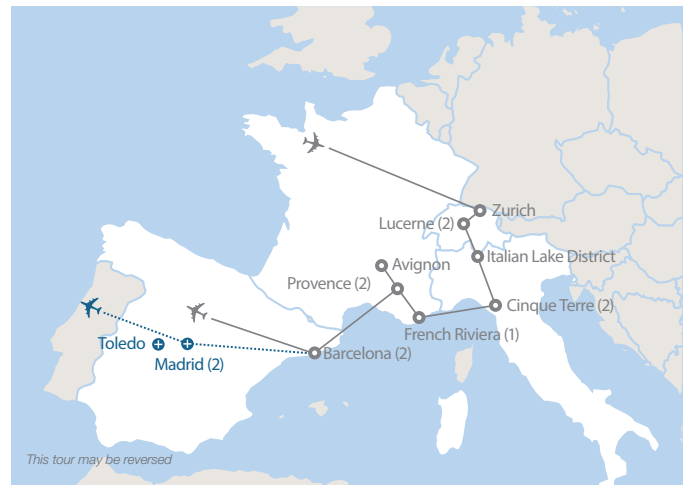 Zurich
Lucerne (2)
Italian Lake District
Avignon
Provence (2)
Cinque Terre (2)
French Riviera (1)
Toledo
Barcelona (2)
Madrid (2)
This tour may be reversed